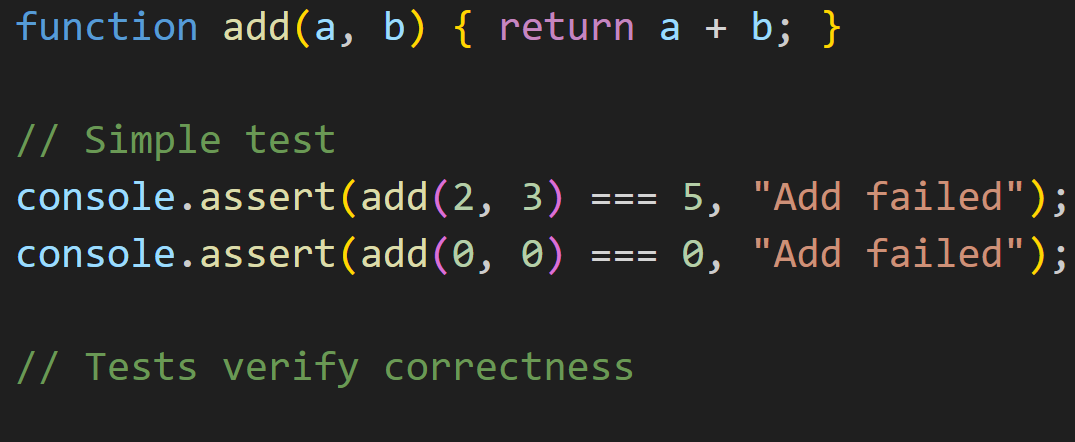 function add(a, b) { return a + b; }
// Simple test
console.assert(add(2, 3) === 5, "Add failed");
console.assert(add(0, 0) === 0, "Add failed");
// Tests verify correctness